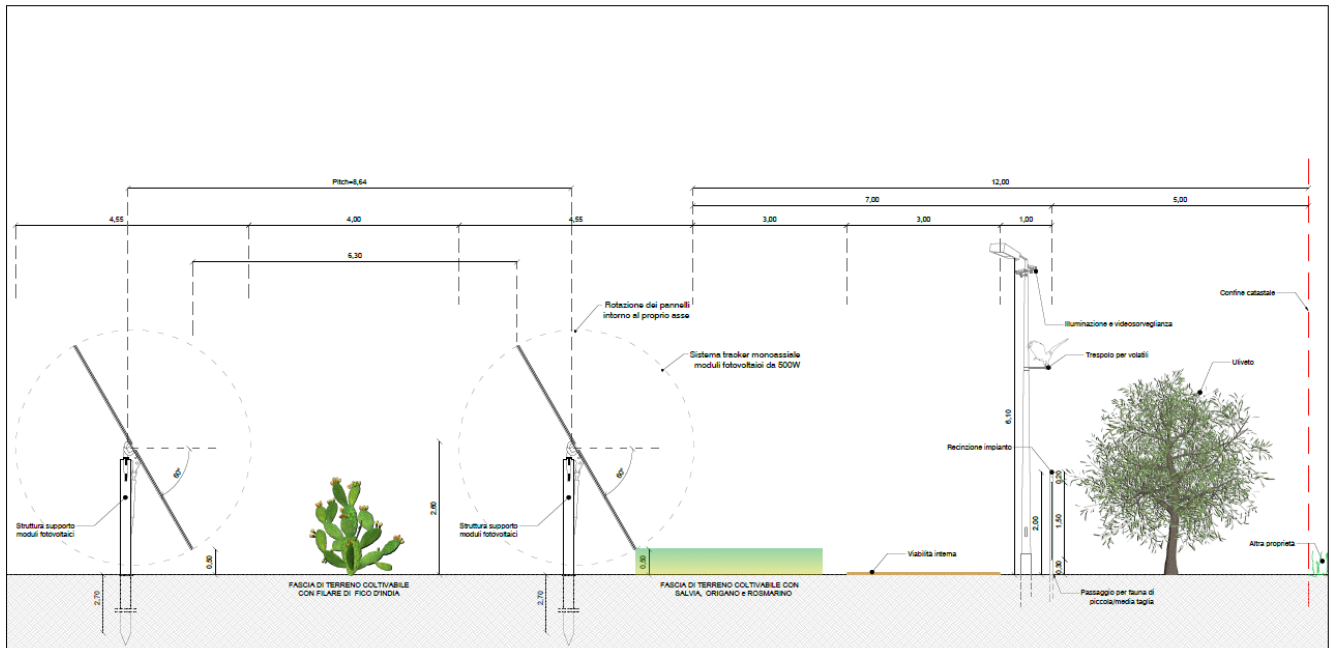 Pitch=8,64
12,00
7,00
5,00
4,55
4,00
4,55
3,00
3,00
1,00
6,30
Confine catastale
Rotazione dei pannelli
intorno al proprio asse
Illuminazione e videosorveglianza
Sistema tracker monoassiale
moduli fotovoltaici da 500W
Trespolo per volatili
Uliveto
6,10
Recinzione impianto
60°
60°
2,60
0,20
2,00
1,50
Struttura supporto
moduli fotovoltaici
Struttura supporto
moduli fotovoltaici
Altra proprietà
Viabilità interna
0,50
0,50
0,30
FASCIA DI TERRENO COLTIVABILE
CON FILARE DI FICO D'INDIA
FASCIA DI TERRENO COLTIVABILE CON
SALVIA, ORIGANO e ROSMARINO
Passaggio per fauna di
piccola/media taglia
2,70
2,70